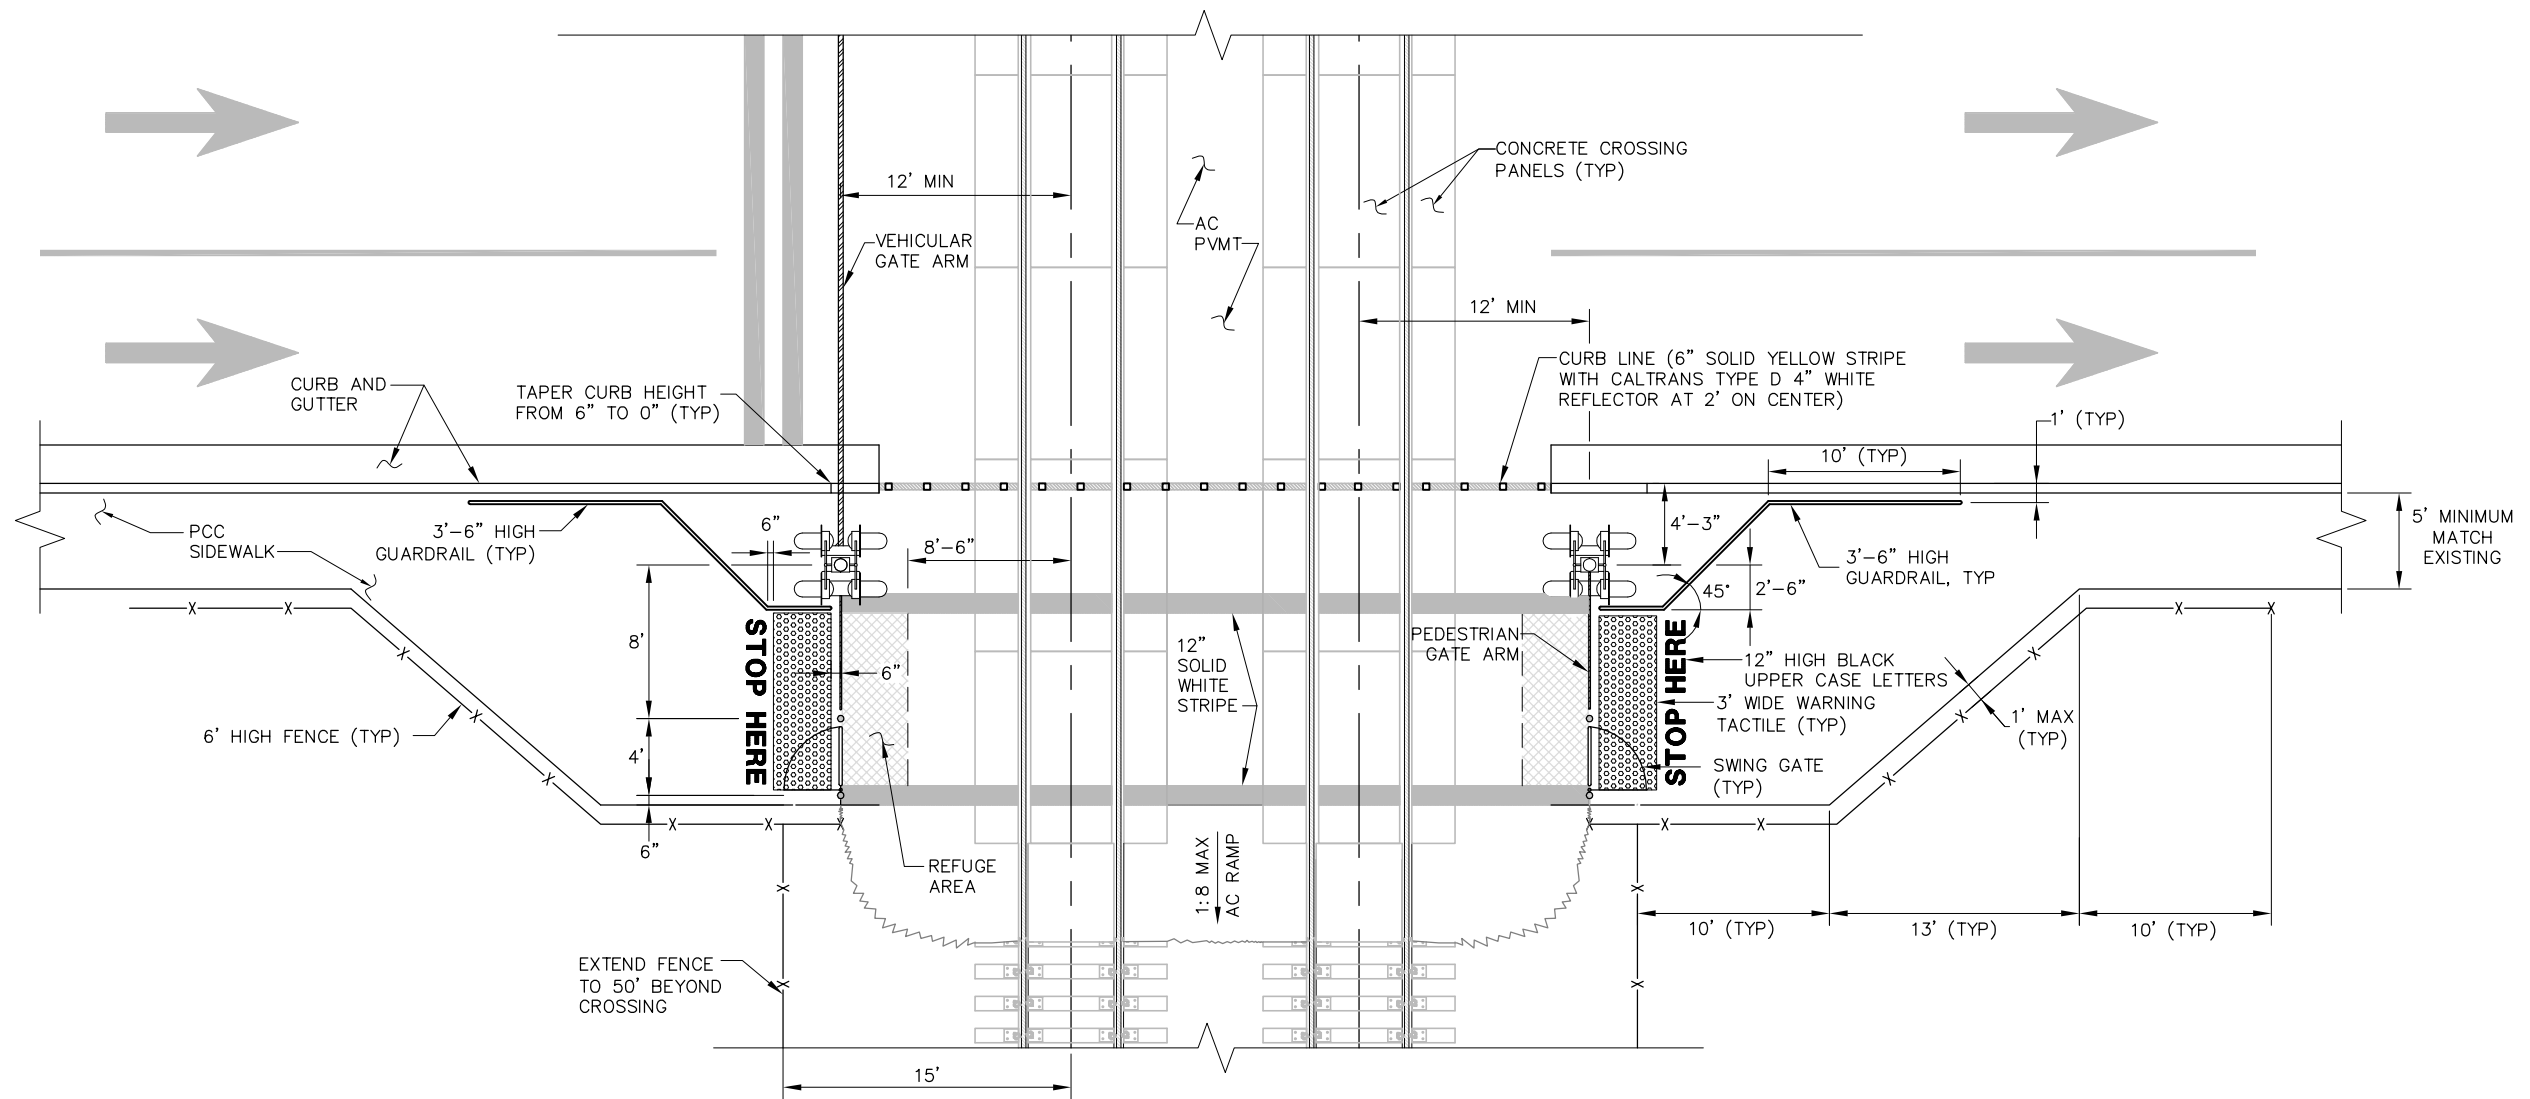 12' MIN
CONCRETE CROSSING
PANELS (TYP)
AC
PVMT
VEHICULAR
GATE ARM
12' MIN
CURB LINE (6" SOLID YELLOW STRIPE
WITH CALTRANS TYPE D 4" WHITE
REFLECTOR AT 2' ON CENTER)
CURB AND
GUTTER
TAPER CURB HEIGHT
FROM 6" TO 0" (TYP)
1' (TYP)
10' (TYP)
PCC
SIDEWALK
3'-6" HIGH
GUARDRAIL (TYP)
6"
8'-6"
4'-3"
3'-6" HIGH
GUARDRAIL, TYP
5' MINIMUM
MATCH
EXISTING
45°
2'-6"
8'
STOP HERE
6"
12"
SOLID
WHITE
STRIPE
PEDESTRIAN
GATE ARM
STOP HERE
12" HIGH BLACK
UPPER CASE LETTERS
3' WIDE WARNING
TACTILE (TYP)
1' MAX
(TYP)
6' HIGH FENCE (TYP)
4'
SWING GATE
(TYP)
6"
REFUGE
AREA
1:8 MAX
AC RAMP
10' (TYP)
13' (TYP)
10' (TYP)
EXTEND FENCE
TO 50' BEYOND
CROSSING
15'